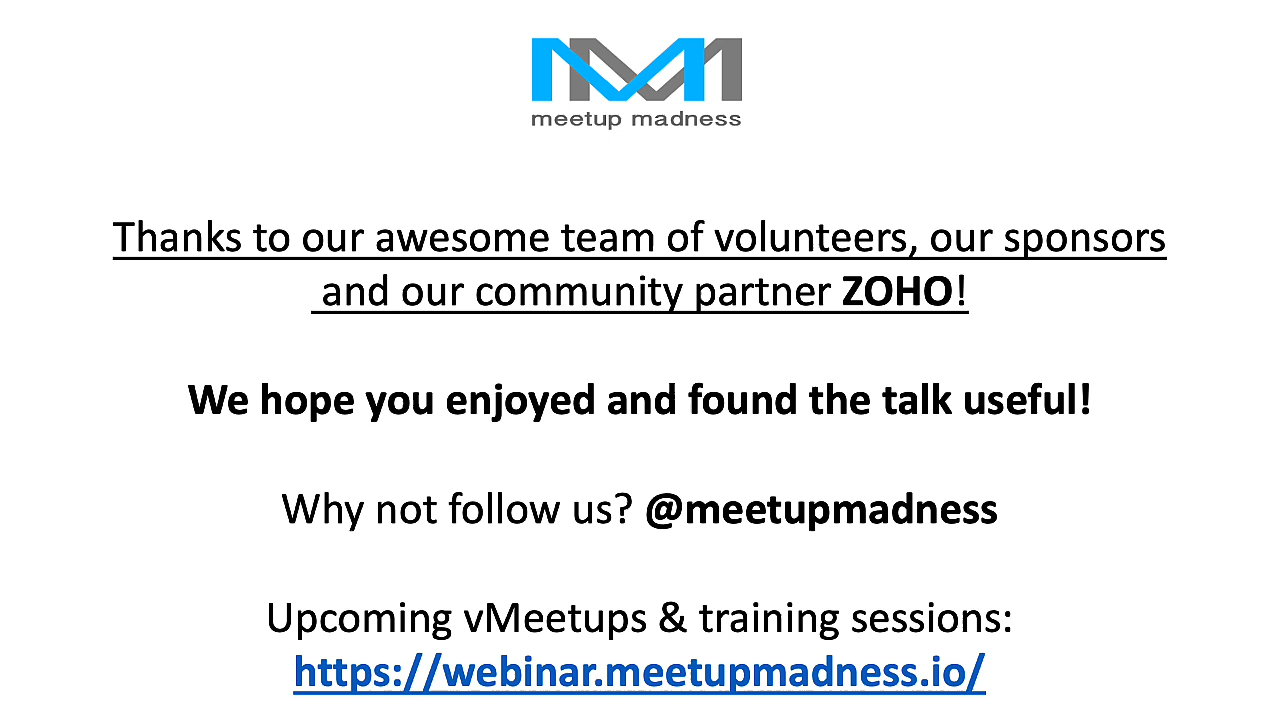 meetup madness
Thanks to our awesome team of volunteers, our sponsors
and our community partner ZOHO!
We hope you enjoyed and found the talk useful!
Why not follow us? @meetupmadness
Upcoming vMeetups & training sessions:
https://webinar.meetupmadness.io/